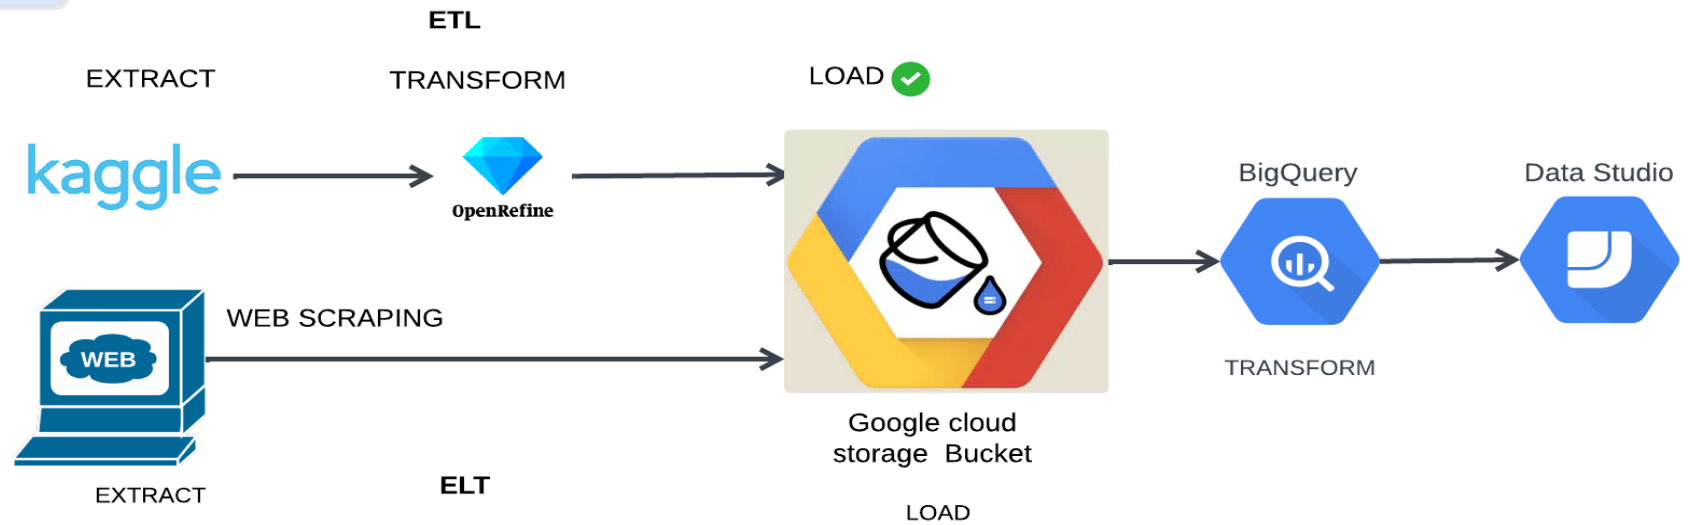 ETL
EXTRACT
TRANSFORM
LOAD
kaggle
OpenRefine
BigQuery
Data Studio
WEB SCRAPING
WEB
TRANSFORM
Google cloud
storage Bucket
EXTRACT
ELT
LOAD